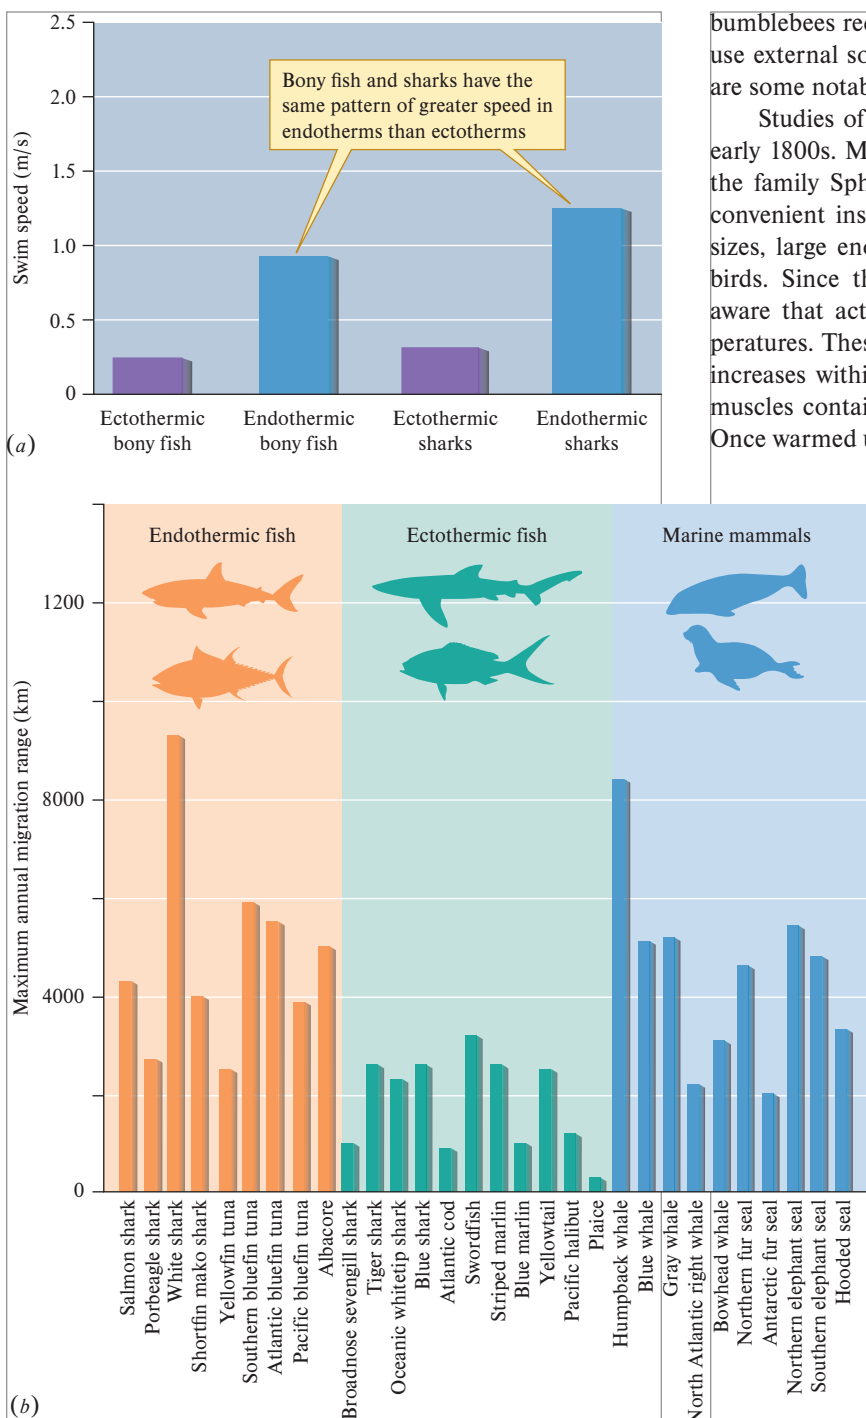 2.5
2.0
1.5
1.0
0.5
0
Swim speed (m/s)
Bony fish and sharks have the
same pattern of greater speed in
endotherms than ectotherms
Ectothermic
bony fish
Endothermic
bony fish
Ectothermic
sharks
Endothermic
sharks
(a)
bumblebees rec
use external so
are some notab
Studies of
early 1800s. M
the family Sph
convenient ins
sizes, large enc
birds. Since th
aware that act
peratures. Thes
increases within
muscles contai
Once warmed u
Endothermic fish
Ectothermic fish
Marine mammals
1200
8000
4000
0
Maximum annual migration range (km)
Salmon shark
Porbeagle shark
White shark
Shortfin mako shark
Yellowfin tuna
Southern bluefin tuna
Atlantic bluefin tuna
Pacific bluefin tuna
Albacore
Broadnose sevengill shark
Tiger shark
Oceanic whitetip shark
Blue shark
Atlantic cod
Swordfish
Striped marlin
Blue marlin
Yellowtail
Pacific halibut
Plaice
Humpback whale
Blue whale
Gray whale
North Atlantic right whale
Bowhead whale
Northern fur seal
Antarctic fur seal
Northern elephant seal
Southern elephant seal
Hooded seal
(b)